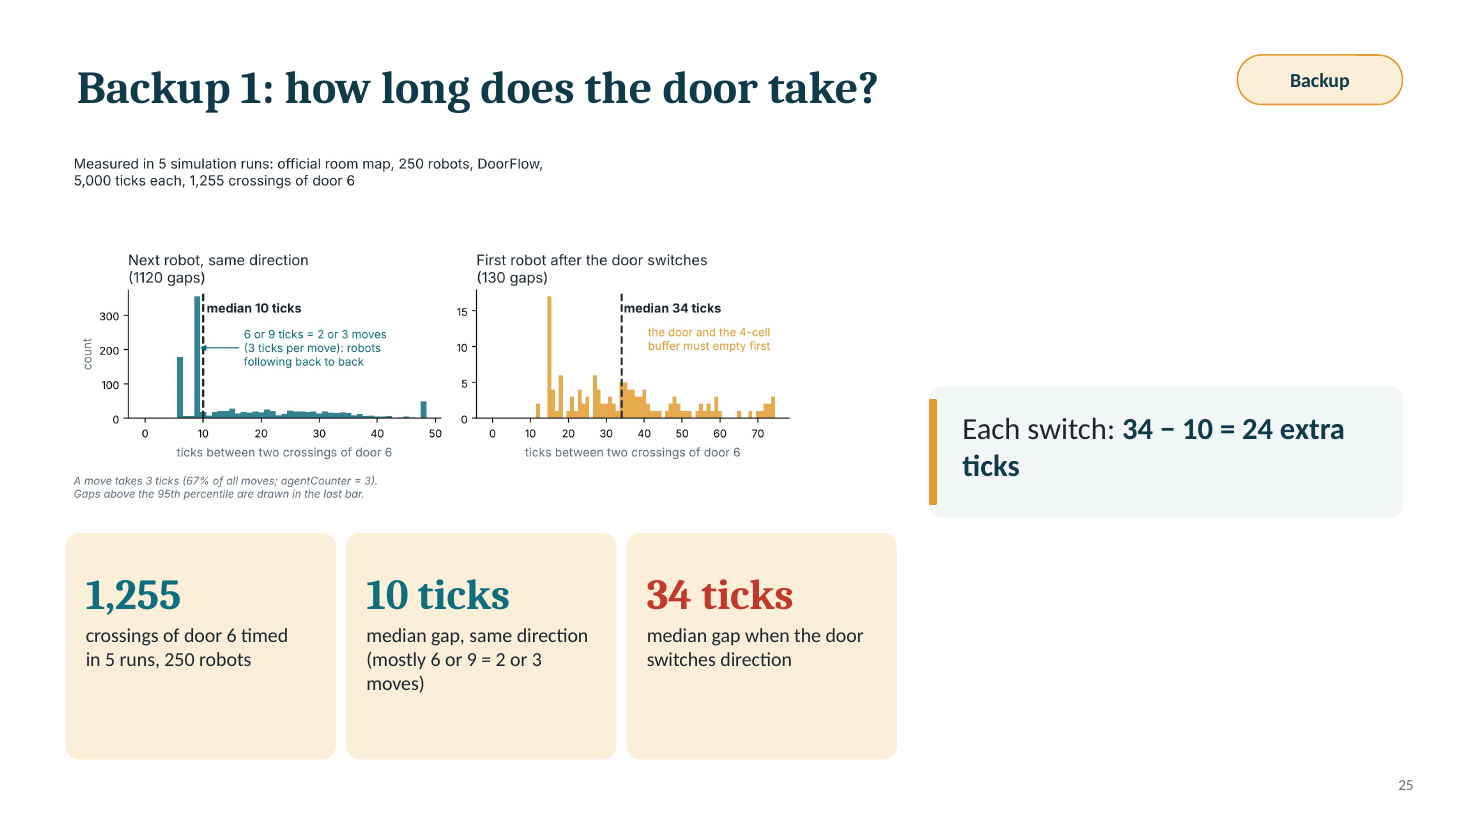 Backup 1: how long does the door take?
Backup
Measured in 5 simulation runs: official room map, 250 robots, DoorFlow,
5,000 ticks each, 1,255 crossings of door 6
Next robot, same direction
(1120 gaps)
median 10 ticks
6 or 9 ticks = 2 or 3 moves
(3 ticks per move): robots
following back to back
count
300
200
100
0
0 10 20 30 40 50
ticks between two crossings of door 6
First robot after the door switches
(130 gaps)
median 34 ticks
the door and the 4-cell
buffer must empty first
15
10
5
0
0 10 20 30 40 50 60 70
ticks between two crossings of door 6
A move takes 3 ticks (67% of all moves; agentCounter = 3).
Gaps above the 95th percentile are drawn in the last bar.
Each switch: 34 − 10 = 24 extra
ticks
1,255
crossings of door 6 timed
in 5 runs, 250 robots
10 ticks
median gap, same direction
(mostly 6 or 9 = 2 or 3
moves)
34 ticks
median gap when the door
switches direction
25